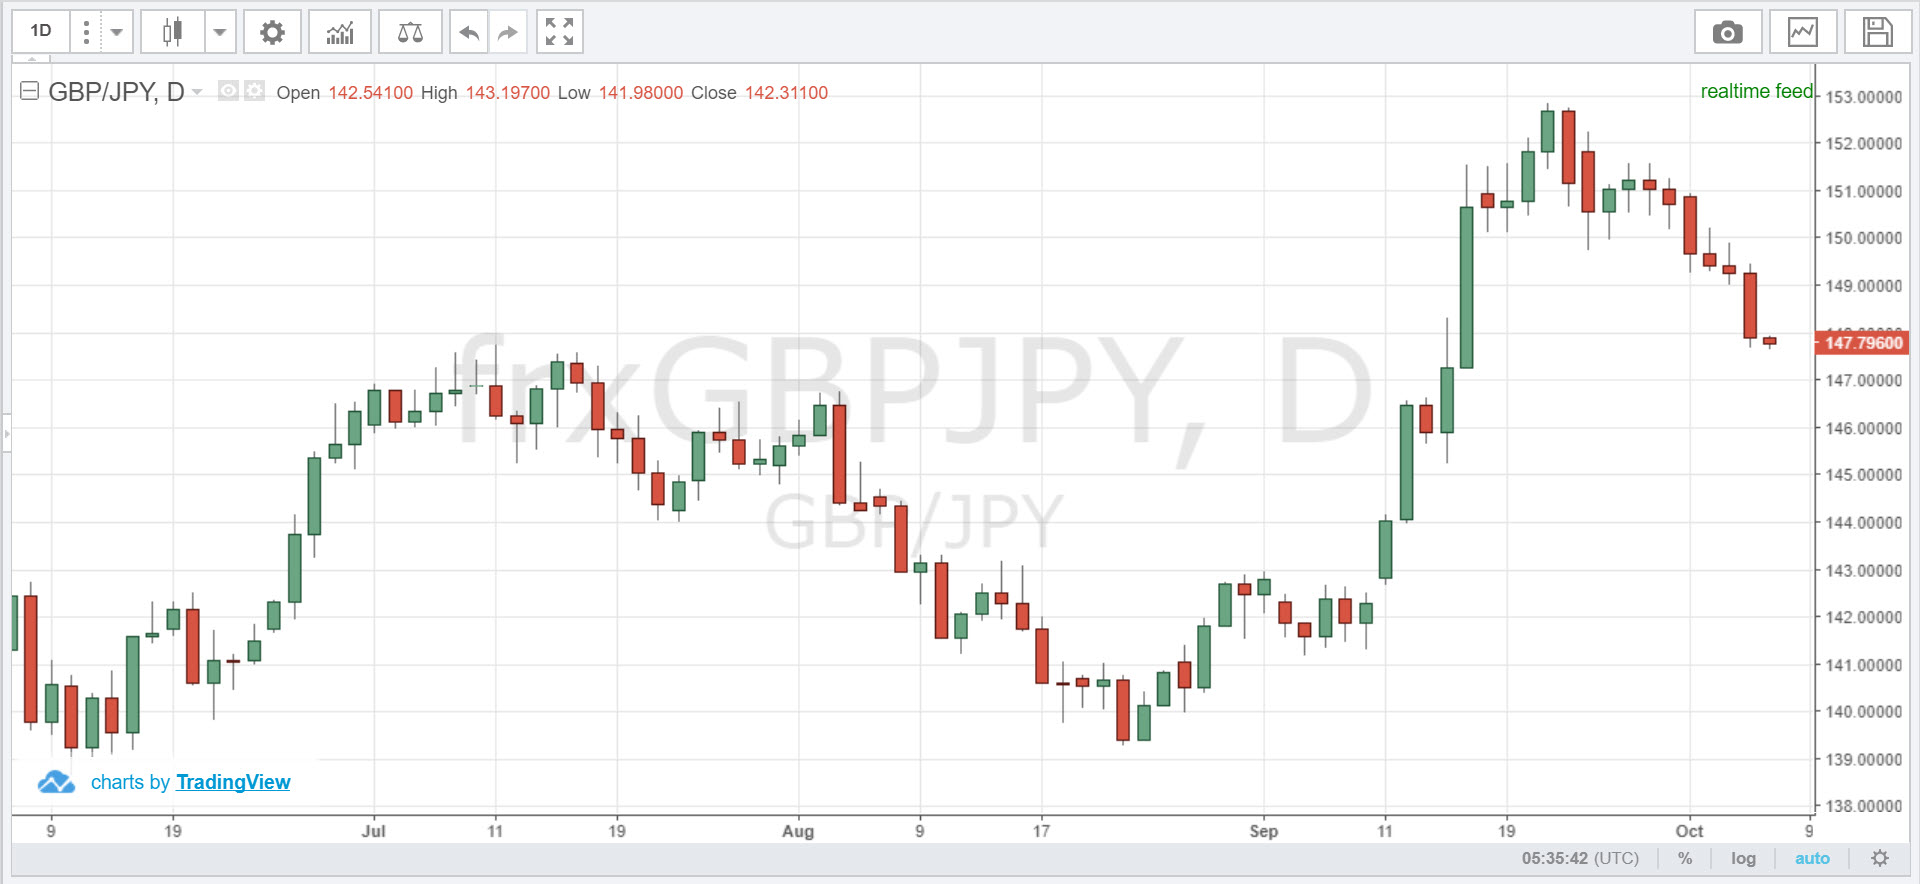 1D
GBP/JPY, D Open 142.54100 High 143.19700 Low 141.98000 Close 142.31100
realtime feed
153.00000
152.00000
151.00000
150.00000
149.00000
148.00000
147.79600
147.00000
146.00000
145.00000
144.00000
143.00000
142.00000
141.00000
140.00000
139.00000
138.00000
frxGBPJPY, D
GBP/JPY
charts by TradingView
9 19 Jul 11 19 Aug 9 17 Sep 11 19 Oct 9
05:35:42 (UTC) % log auto